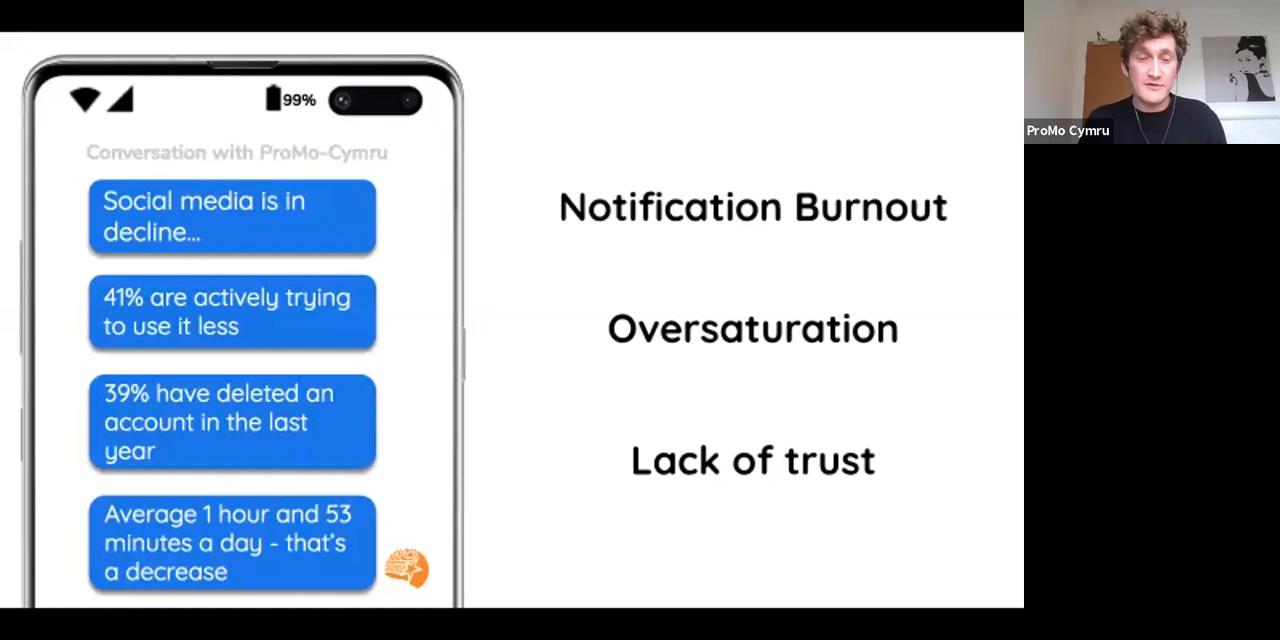 99%
Conversation with ProMo-Cymru
Social media is in
decline...
41% are actively trying
to use it less
39% have deleted an
account in the last
year
Average 1 hour and 53
minutes a day - that's
a decrease
Notification Burnout
Oversaturation
Lack of trust
ProMo Cymru